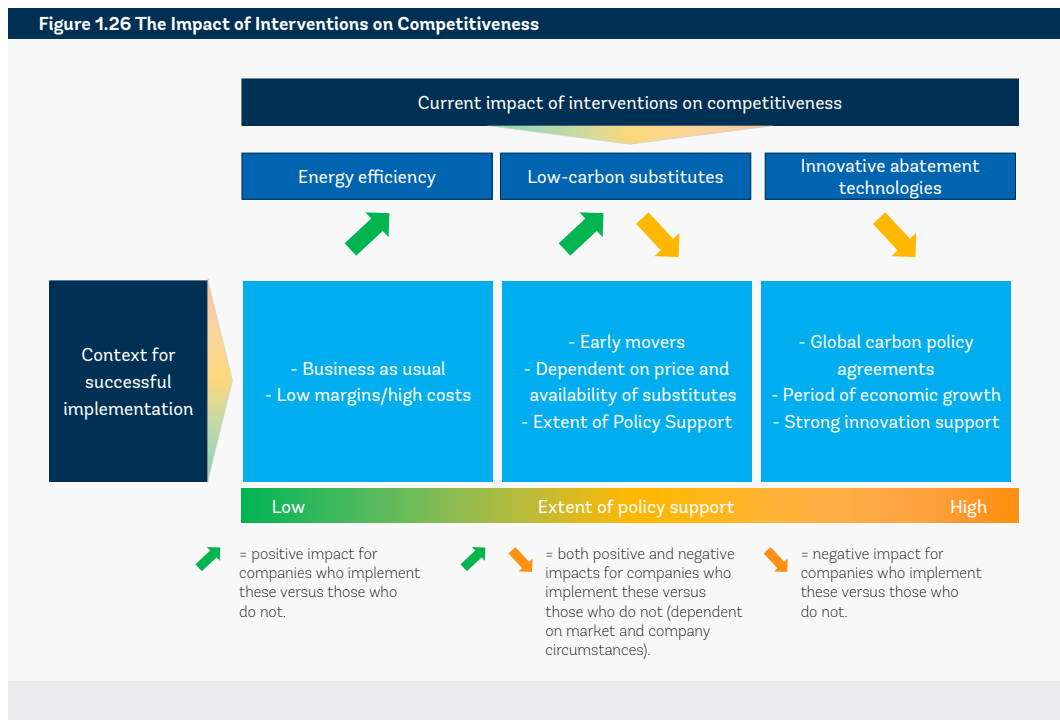 Figure 1.26 The Impact of Interventions on Competitiveness
Current impact of interventions on competitiveness
Energy efficiency
Low-carbon substitutes
Innovative abatement
technologies
Context for
successful
implementation
- Business as usual
- Low margins/high costs
- Early movers
- Dependent on price and
availability of substitutes
- Extent of Policy Support
- Global carbon policy
agreements
- Period of economic growth
- Strong innovation support
Low
Extent of policy support
High
= positive impact for
companies who implement
these versus those who
do not.
= both positive and negative
impacts for companies who
implement these versus
those who do not (dependent
on market and company
circumstances).
= negative impact for
companies who implement
these versus those who
do not.